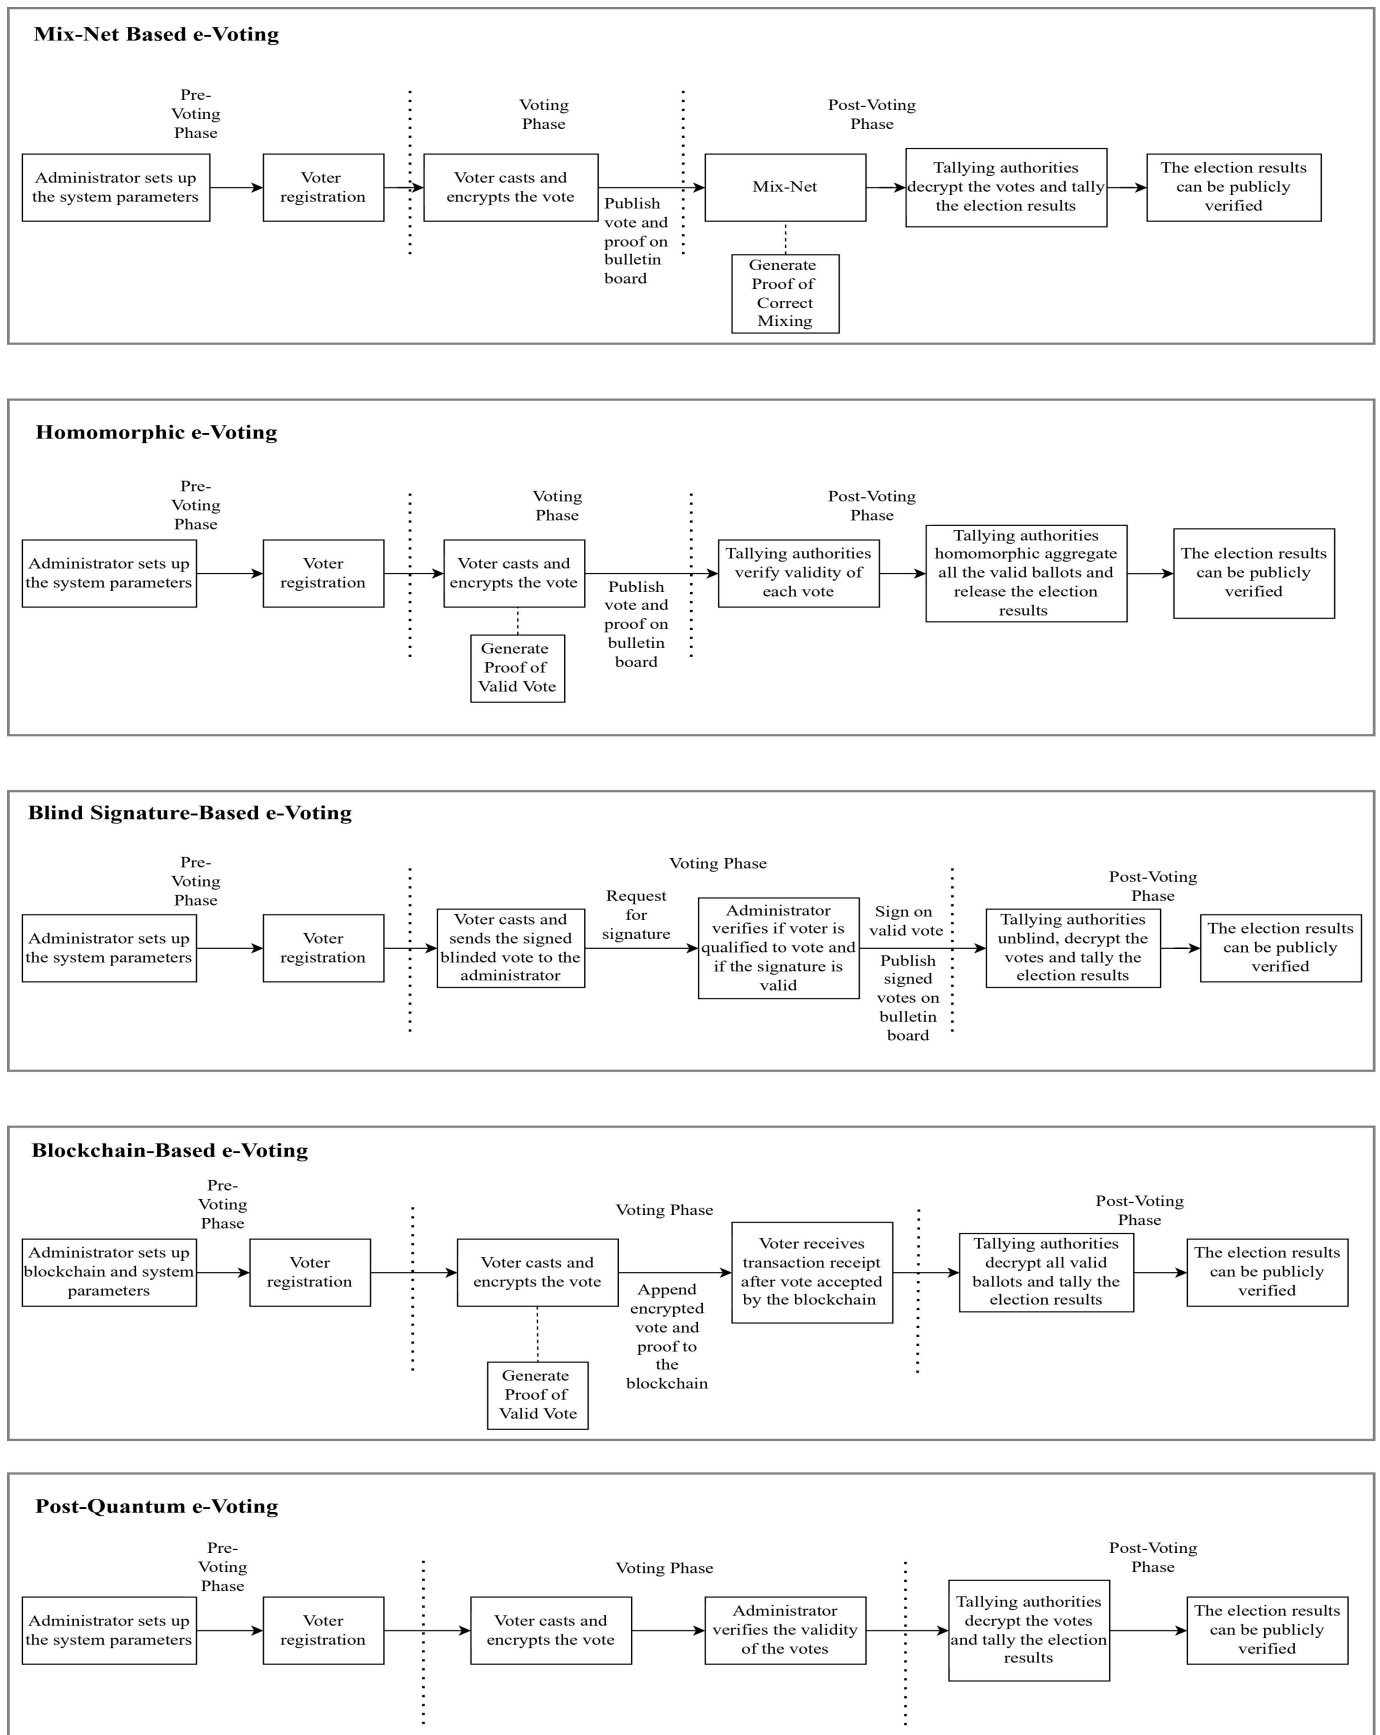 Mix-Net Based e-Voting
Pre-
Voting
Phase
Voting
Phase
Post-Voting
Phase
Administrator sets up
the system parameters
Voter
registration
Voter casts and
encrypts the vote
Publish
vote and
proof on
bulletin
board
Mix-Net
Generate
Proof of
Correct
Mixing
Tallying authorities
decrypt the votes and tally
the election results
The election results
can be publicly
verified
Homomorphic e-Voting
Pre-
Voting
Phase
Voting
Phase
Post-Voting
Phase
Administrator sets up
the system parameters
Voter
registration
Voter casts and
encrypts the vote
Generate
Proof of
Valid Vote
Publish
vote and
proof on
bulletin
board
Tallying authorities
verify validity of
each vote
Tallying authorities
homomorphic aggregate
all the valid ballots and
release the election
results
The election results
can be publicly
verified
Blind Signature-Based e-Voting
Pre-
Voting
Phase
Voting Phase
Post-Voting
Phase
Administrator sets up
the system parameters
Voter
registration
Voter casts and
sends the signed
blinded vote to the
administrator
Request
for
signature
Administrator
verifies if voter is
qualified to vote and
if the signature is
valid
Sign on
valid vote
Publish
signed
votes on
bulletin
board
Tallying authorities
unblind, decrypt the
votes and tally the
election results
The election results
can be publicly
verified
Blockchain-Based e-Voting
Pre-
Voting
Phase
Voting Phase
Post-Voting
Phase
Administrator sets up
blockchain and system
parameters
Voter
registration
Voter casts and
encrypts the vote
Generate
Proof of
Valid Vote
Append
encrypted
vote and
proof to
the
blockchain
Voter receives
transaction receipt
after vote accepted
by the blockchain
Tallying authorities
decrypt all valid
ballots and tally the
election results
The election results
can be publicly
verified
Post-Quantum e-Voting
Pre-
Voting
Phase
Voting Phase
Post-Voting
Phase
Administrator sets up
the system parameters
Voter
registration
Voter casts and
encrypts the vote
Administrator
verifies the validity
of the votes
Tallying authorities
decrypt the votes
and tally the election
results
The election results
can be publicly
verified